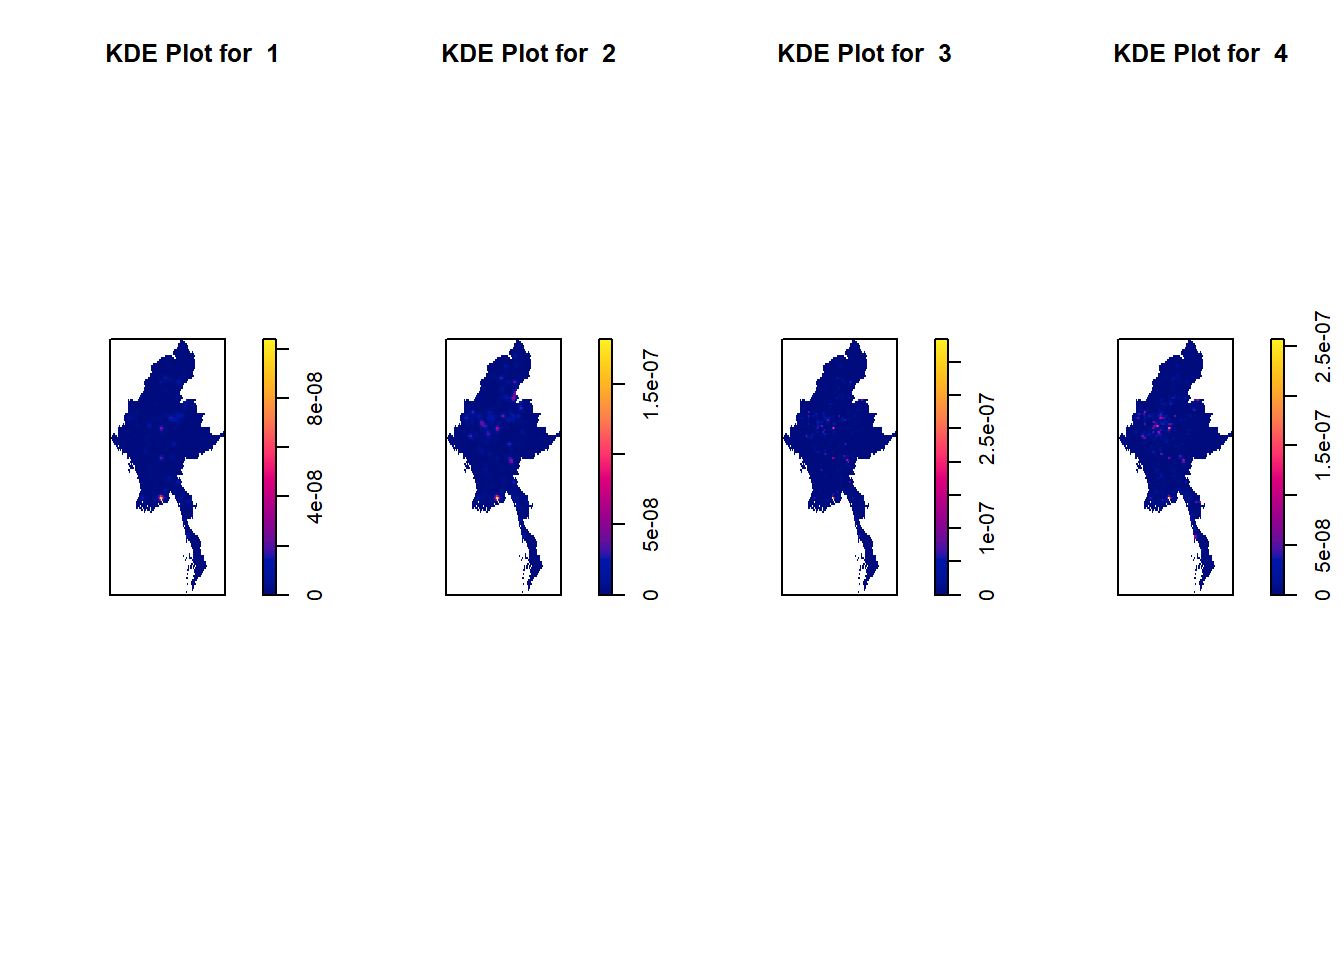 KDE Plot for  1
KDE Plot for  2
KDE Plot for  3
KDE Plot for  4
0
4e-08
8e-08
0
5e-08
1.5e-07
0
1e-07
2.5e-07
0
5e-08
1.5e-07
2.5e-07